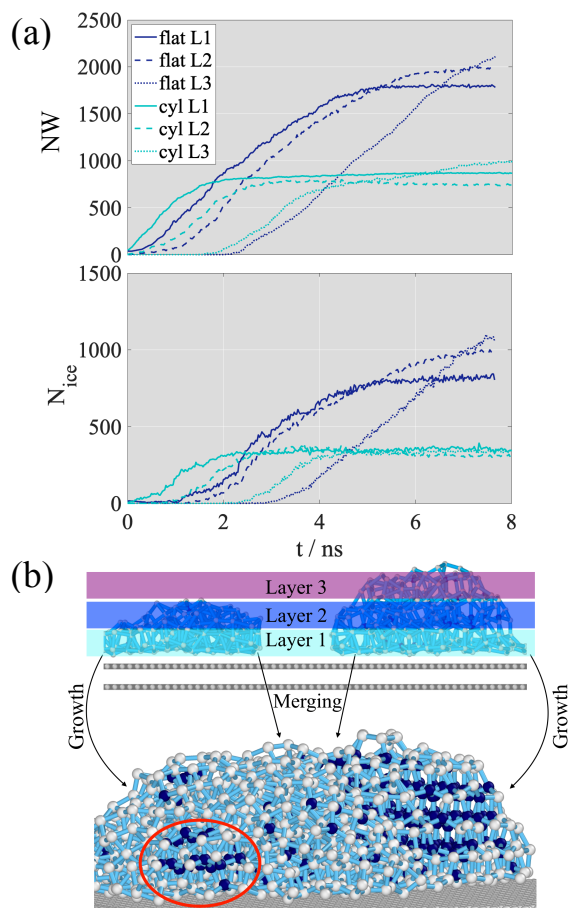 (a)
flat L1
flat L2
flat L3
cyl L1
cyl L2
cyl L3
2500
2000
1500
1000
500
0
NW
1500
1000
500
0
N_ice
0
2
4
6
8
t / ns
(b)
Layer 3
Layer 2
Layer 1
Growth
Merging
Growth